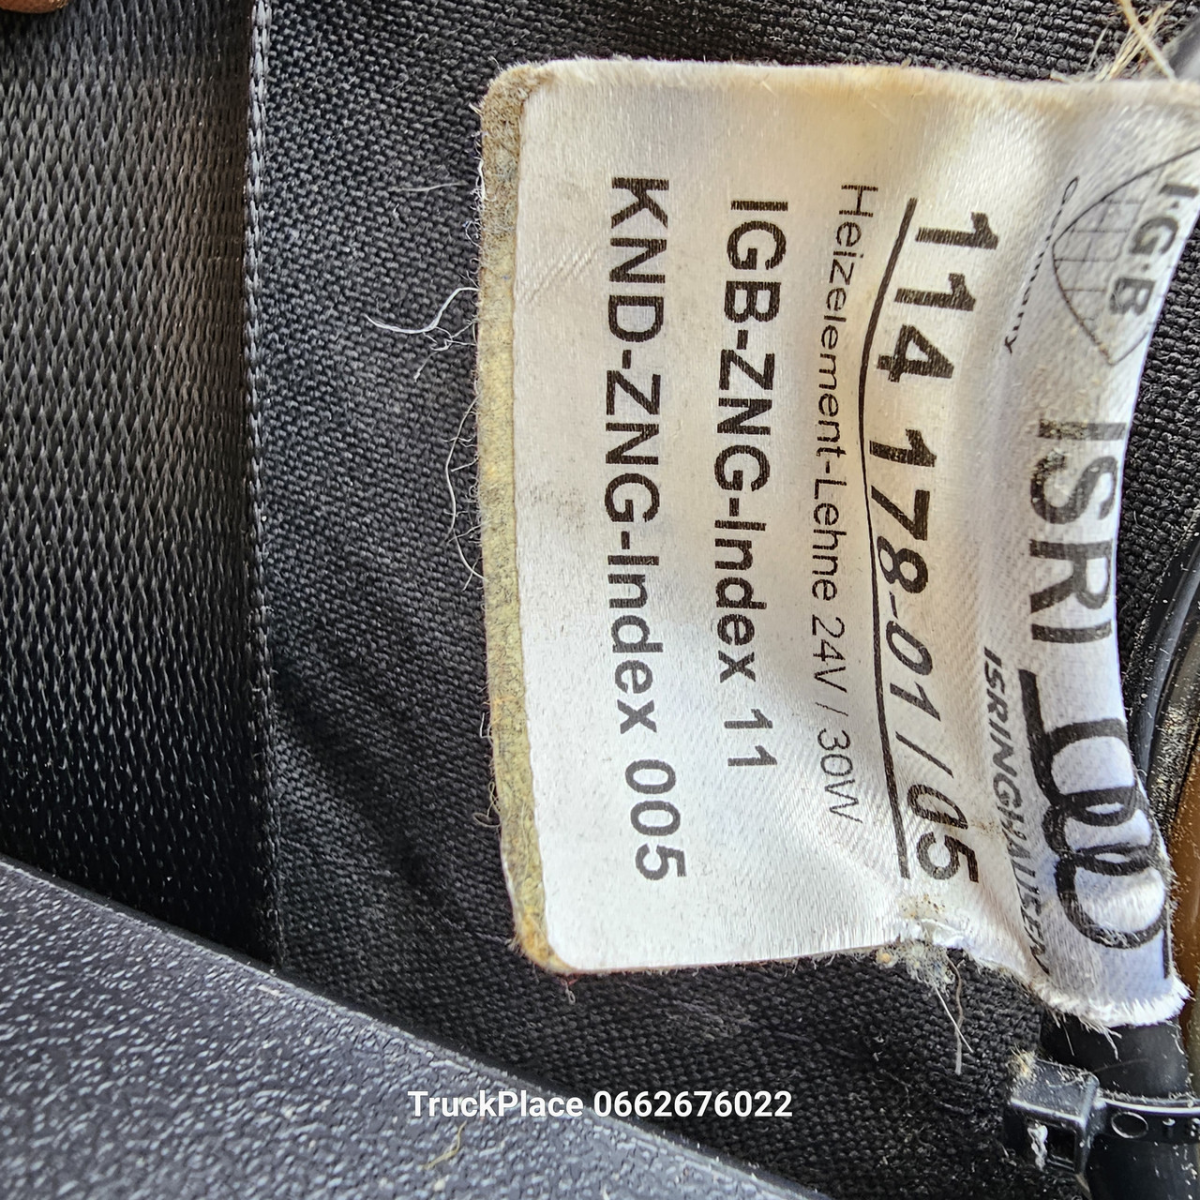 I.G.B
Germany
ISRI
ISRINGHAUSEN
114 178-01 / 05
Heizelement-Lehne 24V / 30W
IGB-ZNG-Index 11
KND-ZNG-Index 005
TruckPlace 0662676022